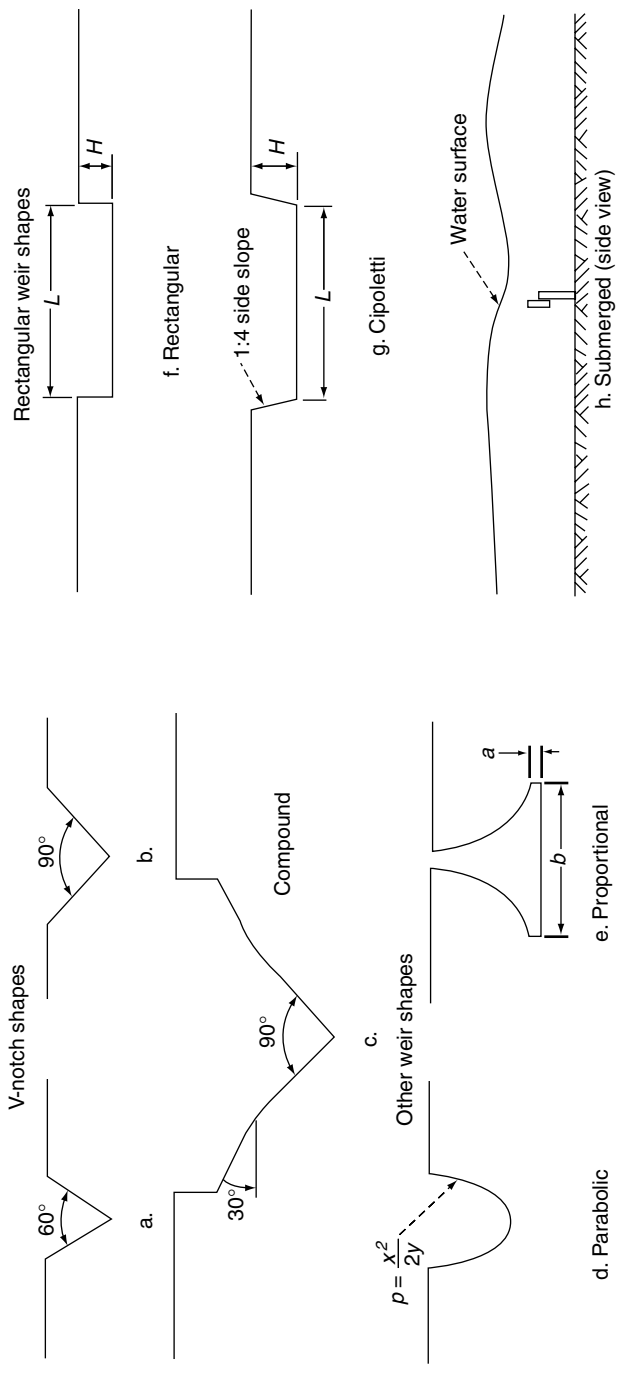 V-notch shapes
60°
90°
a.
b.
30°
90°
Compound
c.
Other weir shapes
p = x²/2y
a
b
d. Parabolic
e. Proportional
Rectangular weir shapes
L
H
f. Rectangular
1:4 side slope
H
L
g. Cipoletti
Water surface
h. Submerged (side view)